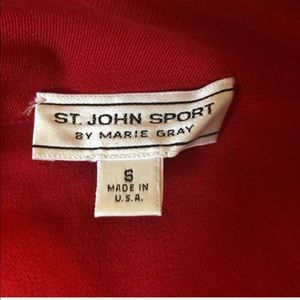 ST. JOHN SPORT
BY MARIE GRAY
S
MADE IN
U.S.A.